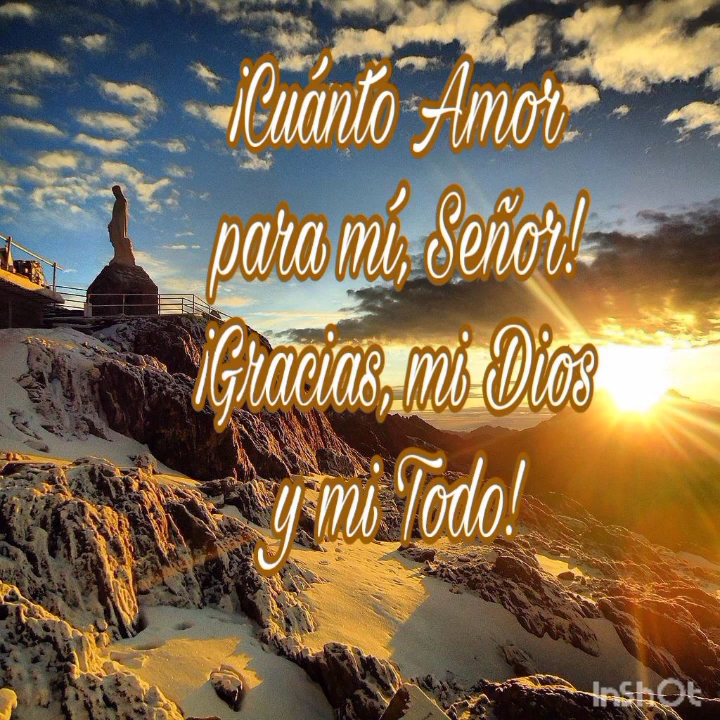 ¡Cuánto Amor
para mí, Señor!
¡Gracias, mi Dios
y mi Todo!
InShOt